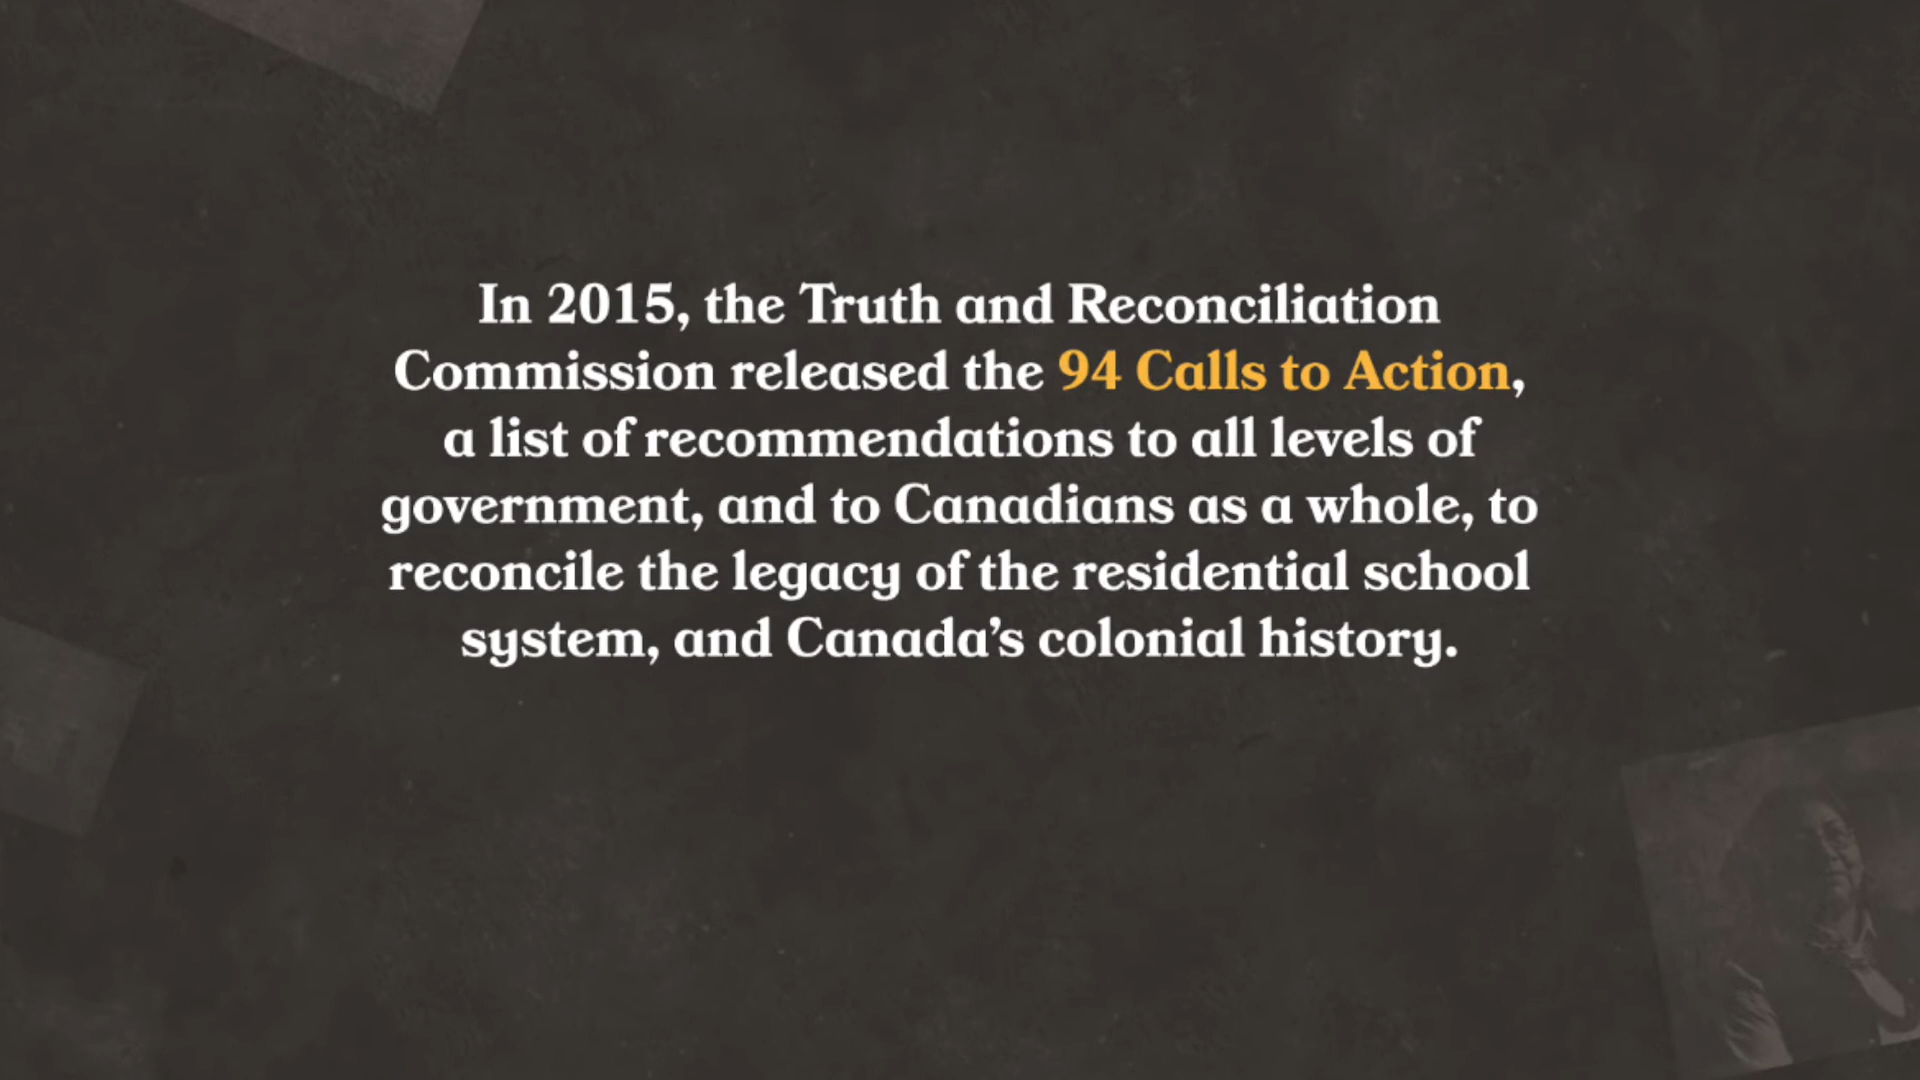 In 2015, the Truth and Reconciliation
Commission released the 94 Calls to Action,
a list of recommendations to all levels of
government, and to Canadians as a whole, to
reconcile the legacy of the residential school
system, and Canada’s colonial history.